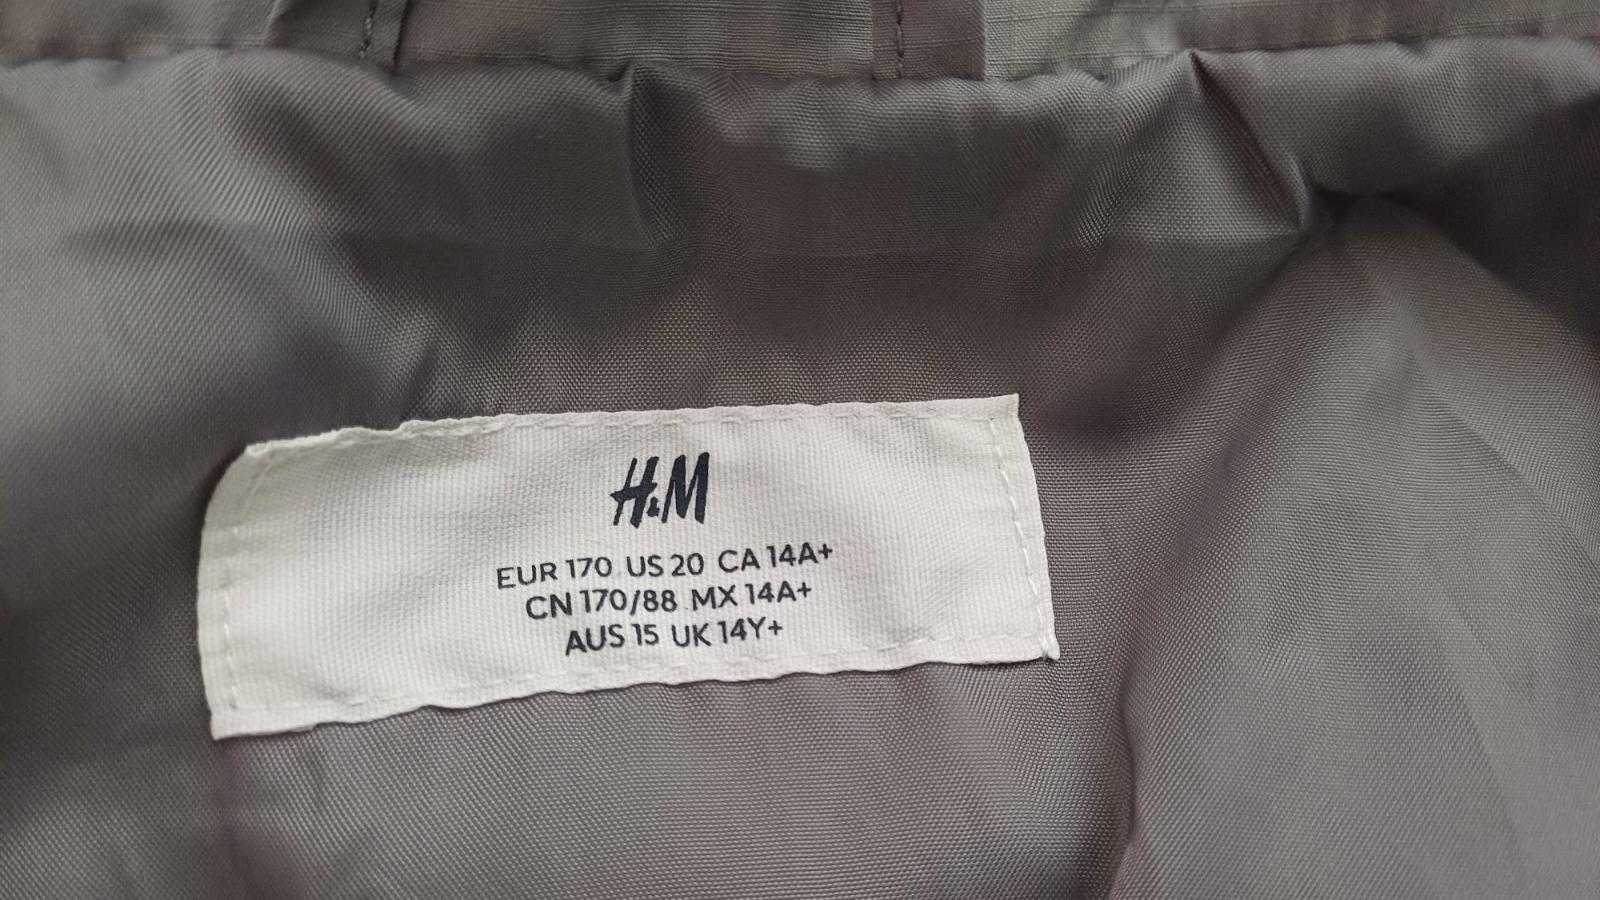 H&M
EUR 170 US 20 CA 14A+
CN 170/88 MX 14A+
AUS 15 UK 14Y+